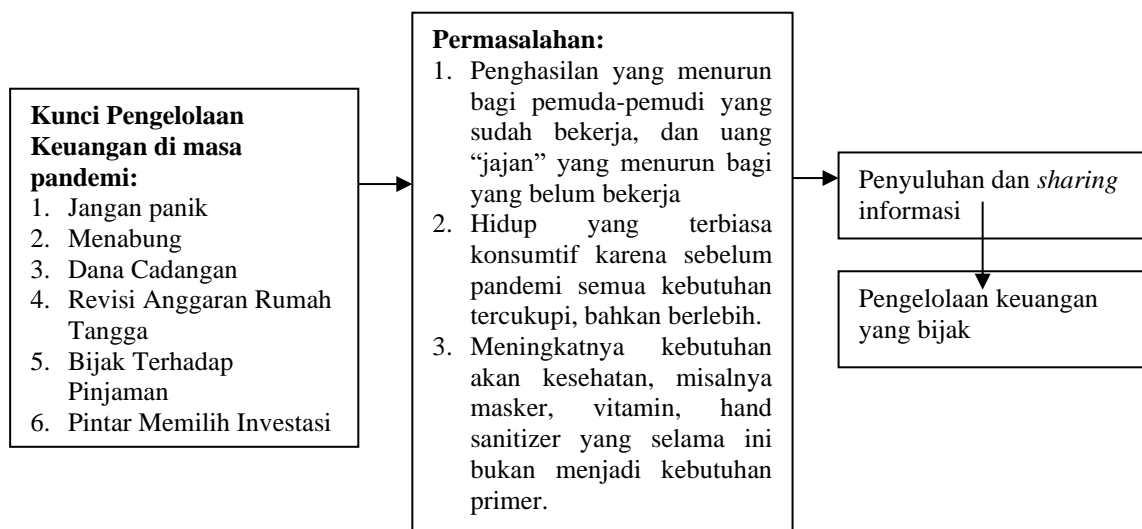 Kunci Pengelolaan
Keuangan di masa
pandemi:
1. Jangan panik
2. Menabung
3. Dana Cadangan
4. Revisi Anggaran Rumah
Tangga
5. Bijak Terhadap
Pinjaman
6. Pintar Memilih Investasi
Permasalahan:
1. Penghasilan yang menurun
bagi pemuda-pemudi yang
sudah bekerja, dan uang
“jajan” yang menurun bagi
yang belum bekerja
2. Hidup yang terbiasa
konsumtif karena sebelum
pandemi semua kebutuhan
tercukupi, bahkan berlebih.
3. Meningkatnya kebutuhan
akan kesehatan, misalnya
masker, vitamin, hand
sanitizer yang selama ini
bukan menjadi kebutuhan
primer.
Penyuluhan dan sharing
informasi
Pengelolaan keuangan
yang bijak